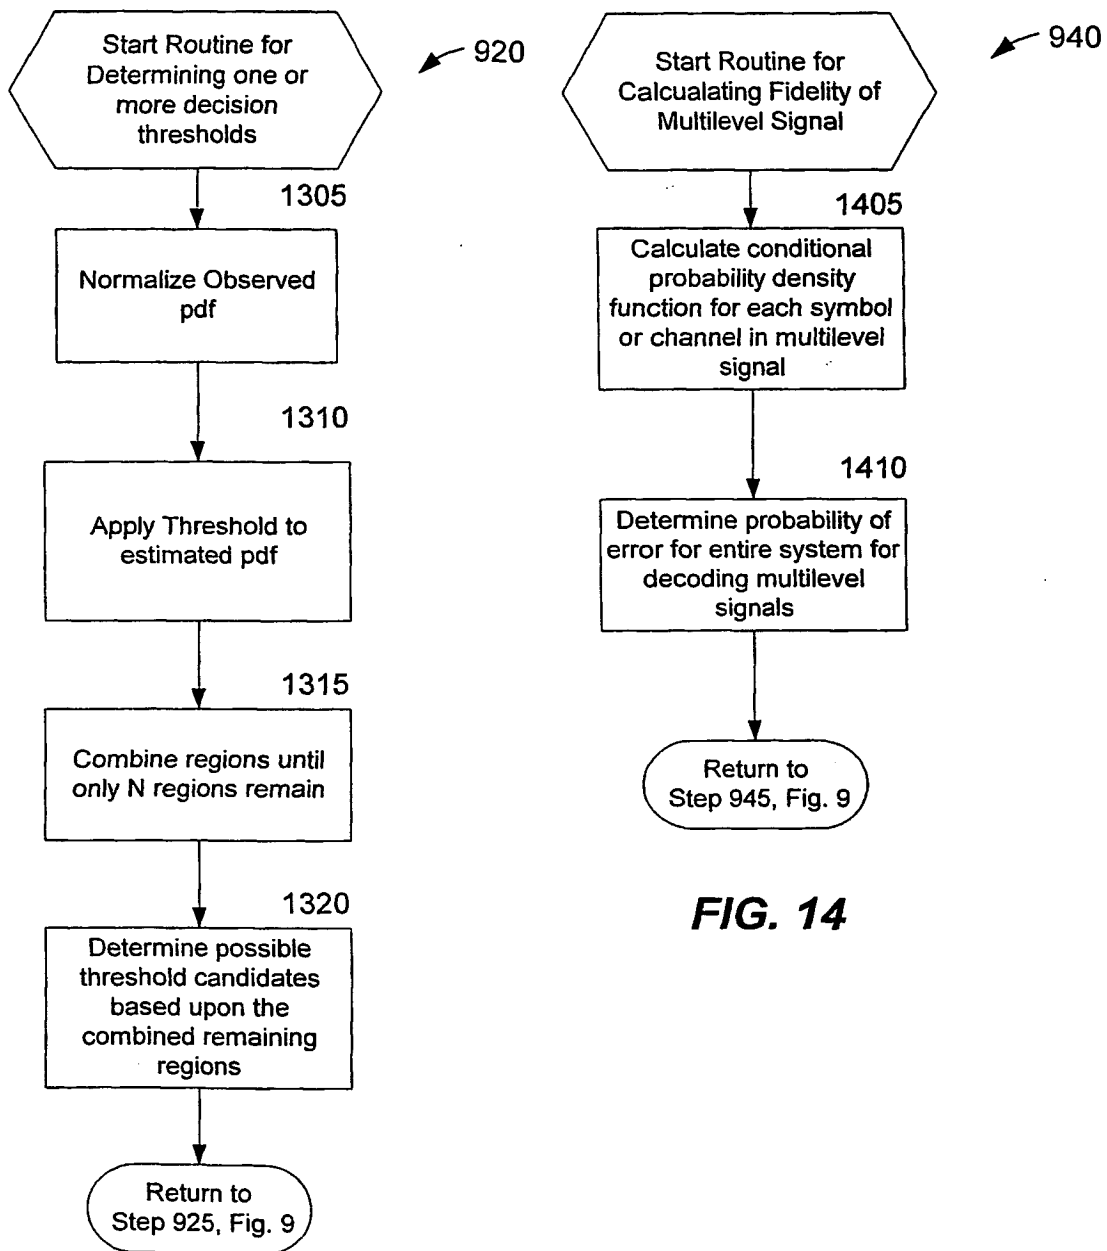 Start Routine for
Determining one or
more decision
thresholds
920
1305
Normalize Observed
pdf
1310
Apply Threshold to
estimated pdf
1315
Combine regions until
only N regions remain
1320
Determine possible
threshold candidates
based upon the
combined remaining
regions
Return to
Step 925, Fig. 9
Start Routine for
Calcualating Fidelity of
Multilevel Signal
940
1405
Calculate conditional
probability density
function for each symbol
or channel in multilevel
signal
1410
Determine probability of
error for entire system for
decoding multilevel
signals
Return to
Step 945, Fig. 9
FIG. 14